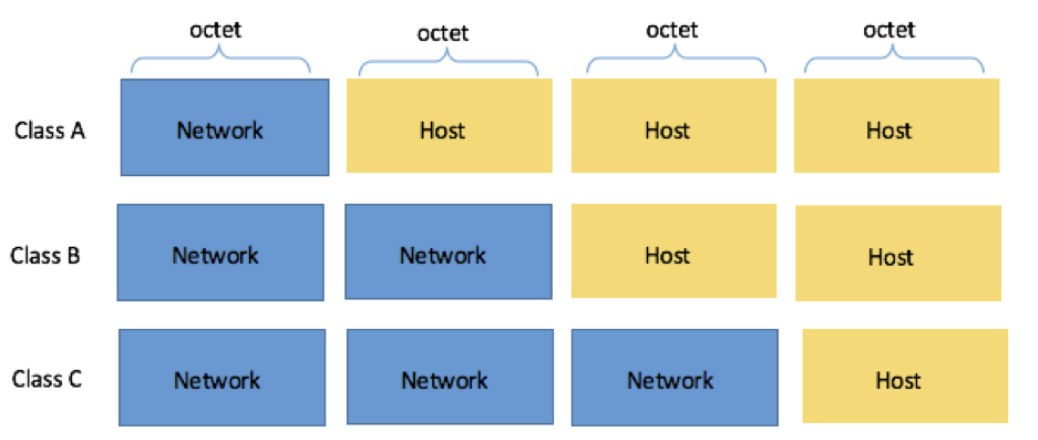 octet octet octet octet
Class A Network Host Host Host
Class B Network Network Host Host
Class C Network Network Network Host